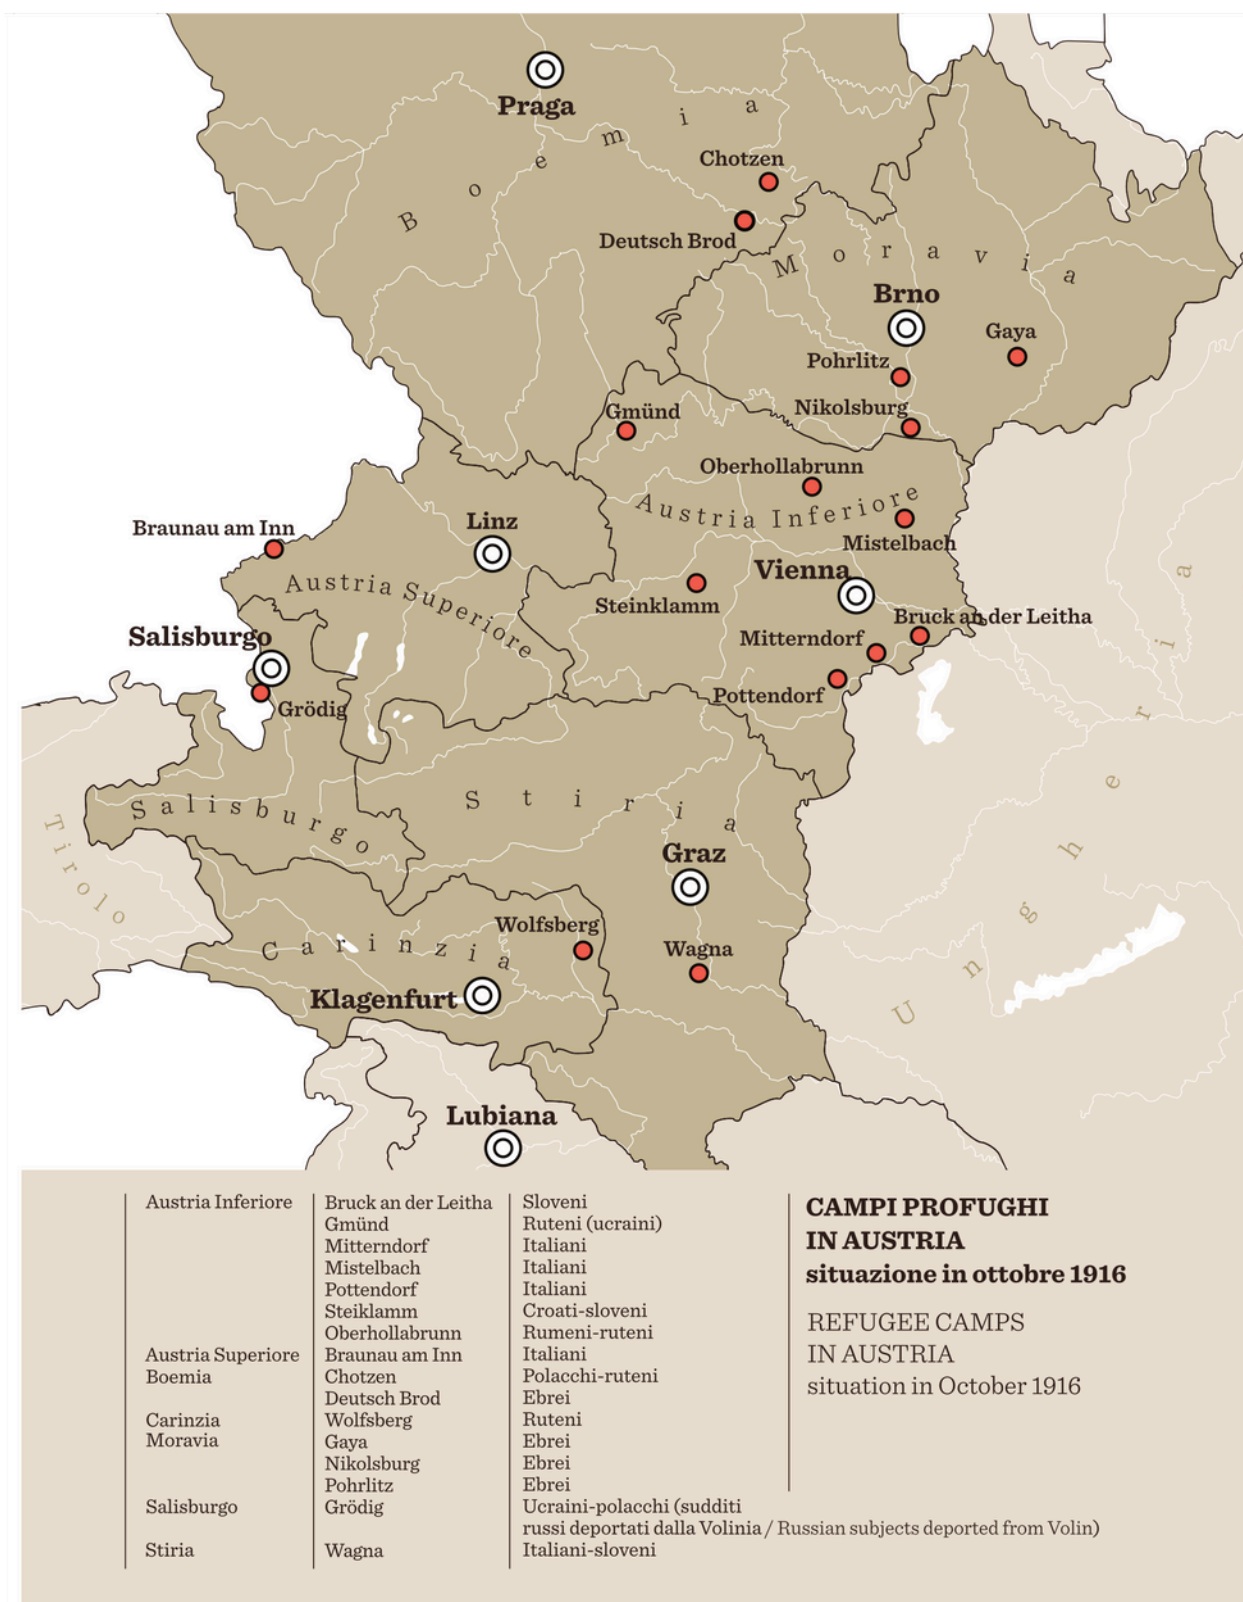 Praga
Boemia
Chotzen
Deutsch Brod
Moravia
Brno
Gaya
Pohrlitz
Nikolsburg
Gmünd
Oberhollabrunn
Austria Inferiore
Mistelbach
Braunau am Inn
Linz
Austria Superiore
Vienna
Steinklamm
Bruck an der Leitha
Salisburgo
Mitterndorf
Pottendorf
Grödig
Ungheria
Salisburgo
Stiria
Tirolo
Graz
Carinzia
Wolfsberg
Wagna
Klagenfurt
Lubiana
Austria Inferiore Bruck an der Leitha Sloveni
Gmünd Ruteni (ucraini)
Mitterndorf Italiani
Mistelbach Italiani
Pottendorf Italiani
Steiklamm Croati-sloveni
Oberhollabrunn Rumeni-ruteni
Austria Superiore Braunau am Inn Italiani
Boemia Chotzen Polacchi-ruteni
Deutsch Brod Ebrei
Carinzia Wolfsberg Ruteni
Moravia Gaya Ebrei
Nikolsburg Ebrei
Pohrlitz Ebrei
Salisburgo Grödig Ucraini-polacchi (sudditi
russi deportati dalla Volinia / Russian subjects deported from Volin)
Stiria Wagna Italiani-sloveni
CAMPI PROFUGHI
IN AUSTRIA
situazione in ottobre 1916
REFUGEE CAMPS
IN AUSTRIA
situation in October 1916